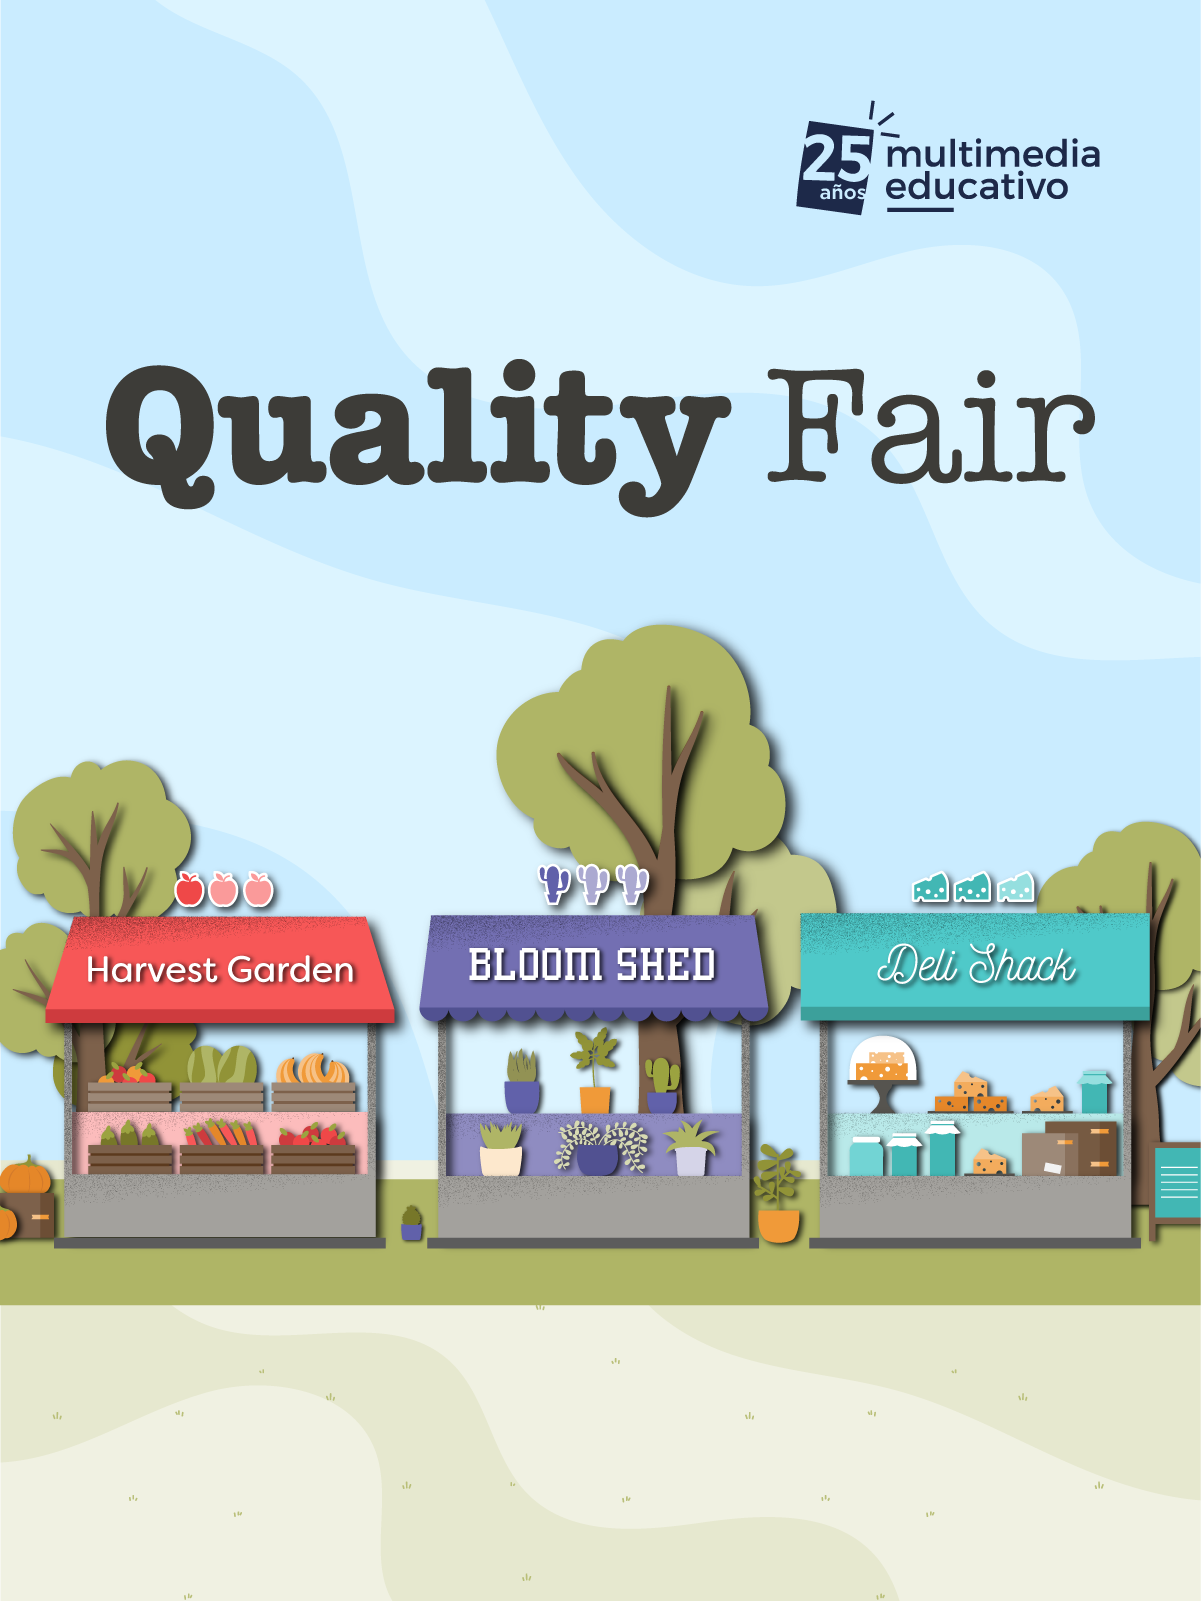 25
años
multimedia
educativo
Quality Fair
Harvest Garden
BLOOM SHED
Deli Shack